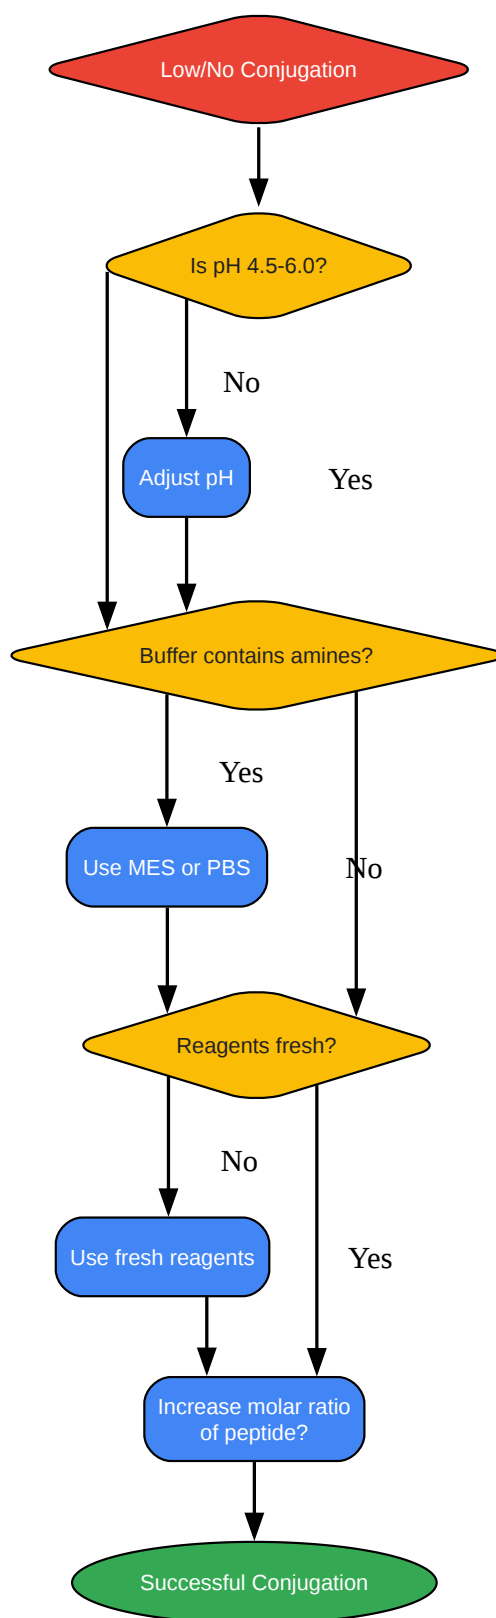 Low/No Conjugation
Is pH 4.5-6.0?
No
Adjust pH
Yes
Buffer contains amines?
Yes
Use MES or PBS
No
Reagents fresh?
No
Use fresh reagents
Yes
Increase molar ratio
of peptide?
Successful Conjugation